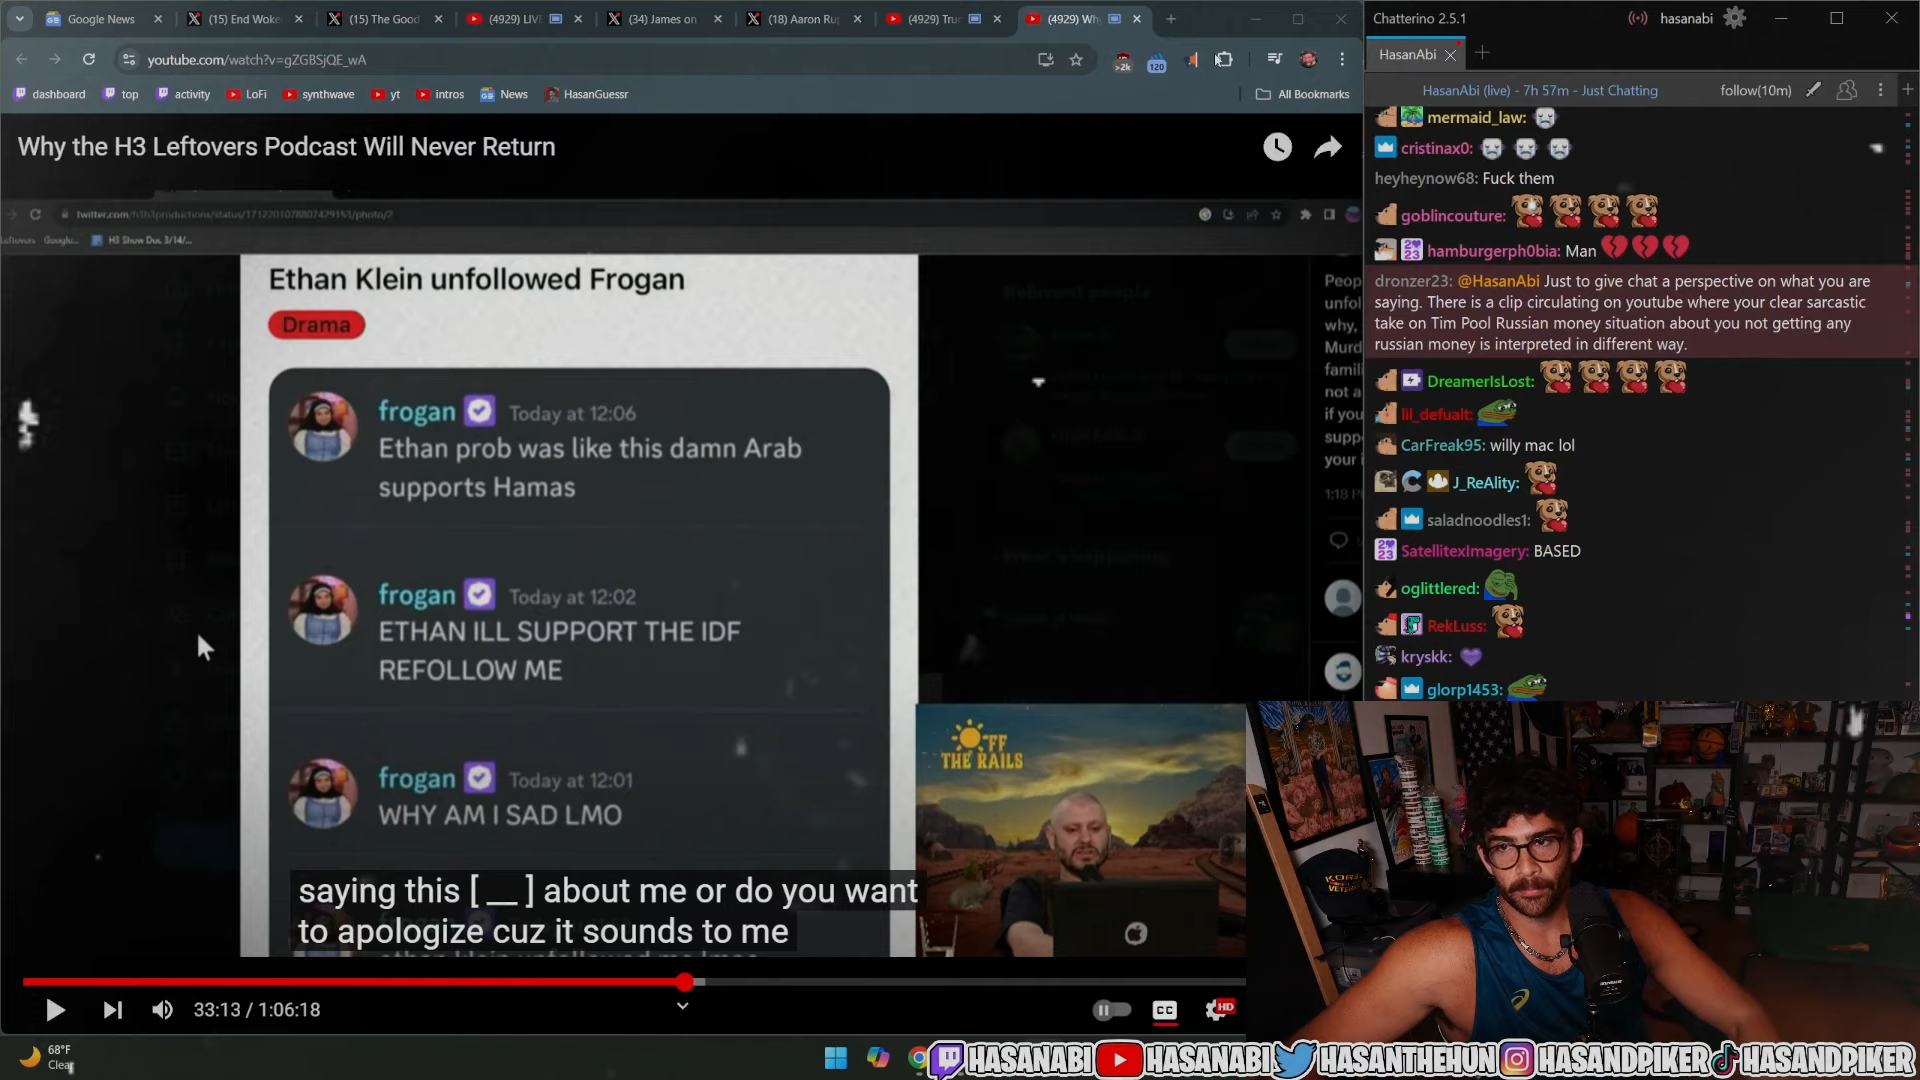 Google News
(15) End Woke
(15) The Good
(4929) LIVE
(34) James on
(18) Aaron Ru
(4929) Tru
(4929) Wh
youtube.com/watch?v=gZGBSjQE_wA
>2k
120
dashboard
top
activity
LoFi
synthwave
yt
intros
News
HasanGuessr
All Bookmarks
Why the H3 Leftovers Podcast Will Never Return
H3 Show Doc 3/14/...
Ethan Klein unfollowed Frogan
Drama
frogan Today at 12:06
Ethan prob was like this damn Arab
supports Hamas
frogan Today at 12:02
ETHAN ILL SUPPORT THE IDF
REFOLLOW ME
frogan Today at 12:01
WHY AM I SAD LMO
saying this [ __ ] about me or do you want
to apologize cuz it sounds to me
OFF
THE RAILS
33:13 / 1:06:18
CC
HD
68°F
Clear
Chatterino 2.5.1
hasanabi
HasanAbi
HasanAbi (live) - 7h 57m - Just Chatting
follow(10m)
mermaid_law:
cristinax0:
heyheynow68: Fuck them
goblincouture:
hamburgerph0bia: Man
dronzer23: @HasanAbi Just to give chat a perspective on what you are
saying. There is a clip circulating on youtube where your clear sarcastic
take on Tim Pool Russian money situation about you not getting any
russian money is interpreted in different way.
DreamerIsLost:
lil_defualt:
CarFreak95: willy mac lol
J_ReAlity:
saladnoodles1:
SatellitexImagery: BASED
oglittlered:
RekLuss:
kryskk:
glorp1453:
HASANABI
HASANABI
HASANTHEHUN
HASANDPIKER
HASANDPIKER